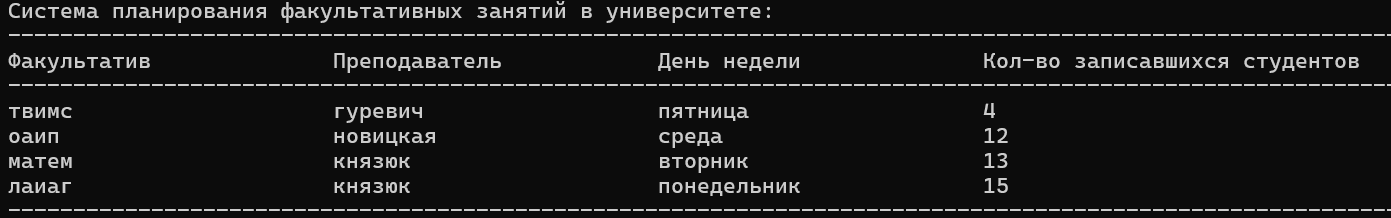 Система планирования факультативных занятий в университете:
Факультатив Преподаватель День недели Кол-во записавшихся студентов
твимс гуревич пятница 4
оаип новицкая среда 12
матем князюк вторник 13
лаиаг князюк понедельник 15